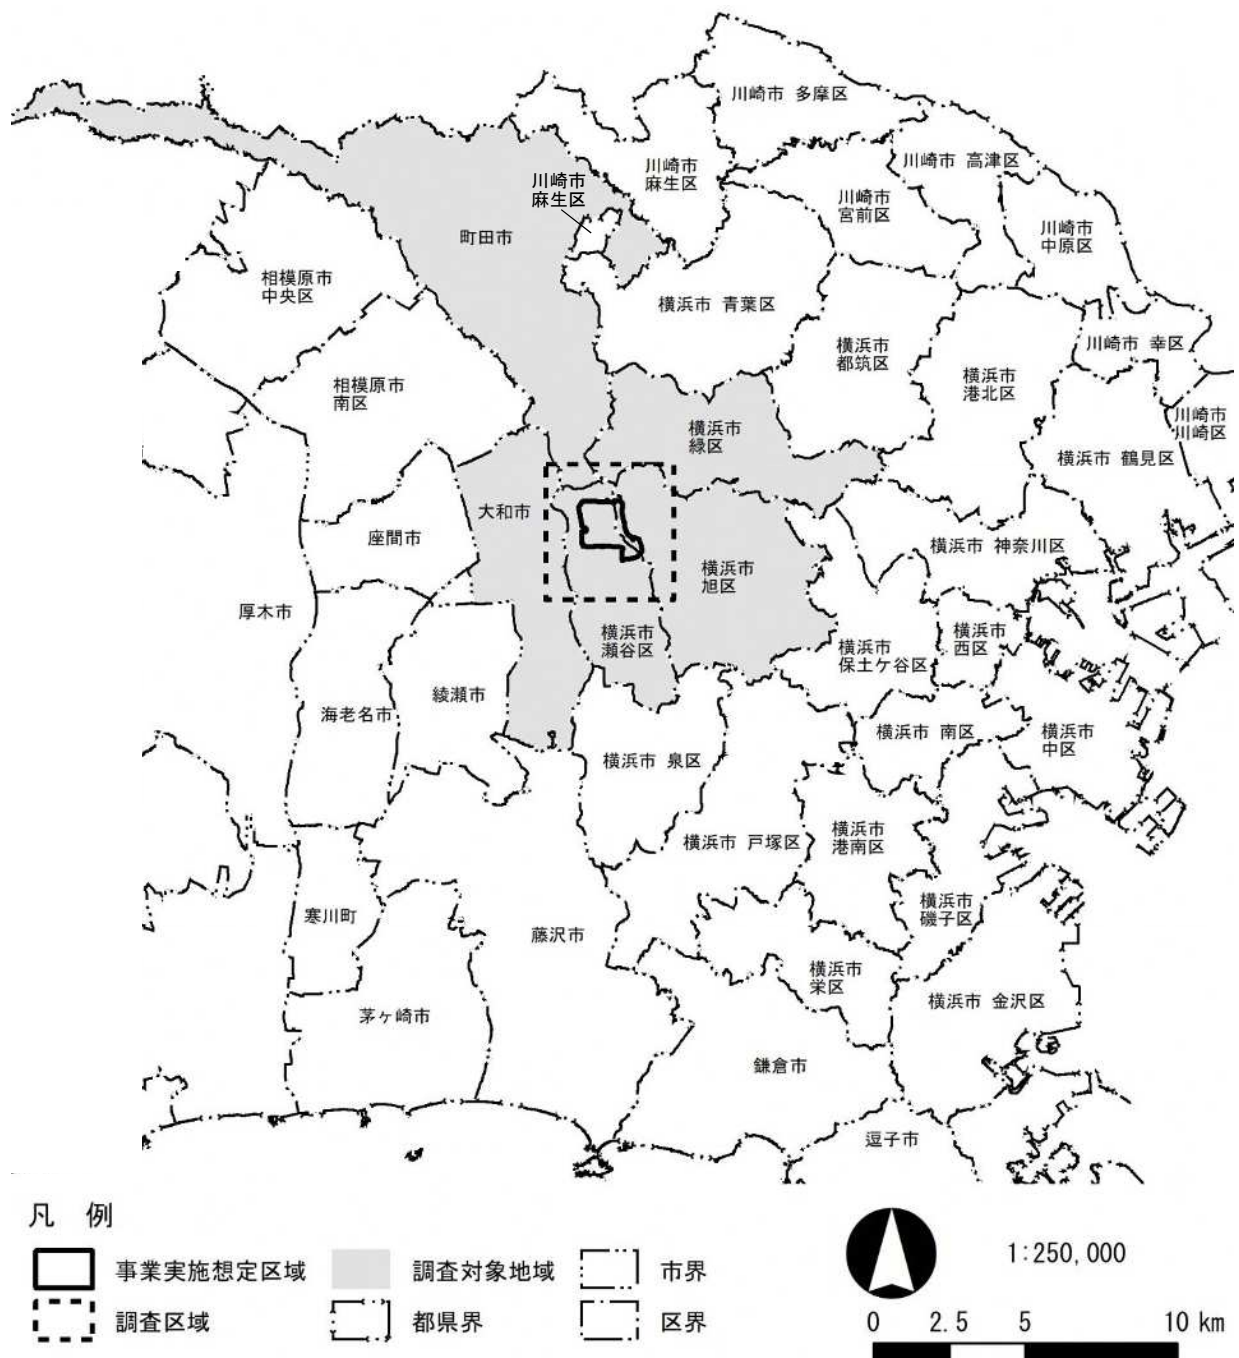 川崎市 多摩区
川崎市 高津区
川崎市
麻生区
川崎市
麻生区
川崎市
宮前区
川崎市
中原区
町田市
相模原市
中央区
横浜市 青葉区
川崎市 幸区
横浜市
都筑区
横浜市
港北区
相模原市
南区
川崎市
川崎区
横浜市
緑区
横浜市 鶴見区
大和市
座間市
横浜市 神奈川区
横浜市
旭区
厚木市
横浜市
瀬谷区
横浜市
西区
横浜市
保土ケ谷区
綾瀬市
海老名市
横浜市 南区
横浜市
中区
横浜市 泉区
横浜市 戸塚区
横浜市
港南区
寒川町
横浜市
磯子区
藤沢市
横浜市
栄区
横浜市 金沢区
茅ヶ崎市
鎌倉市
逗子市
凡 例
事業実施想定区域
調査対象地域
市界
調査区域
都県界
区界
1:250,000
0 2.5 5 10 km